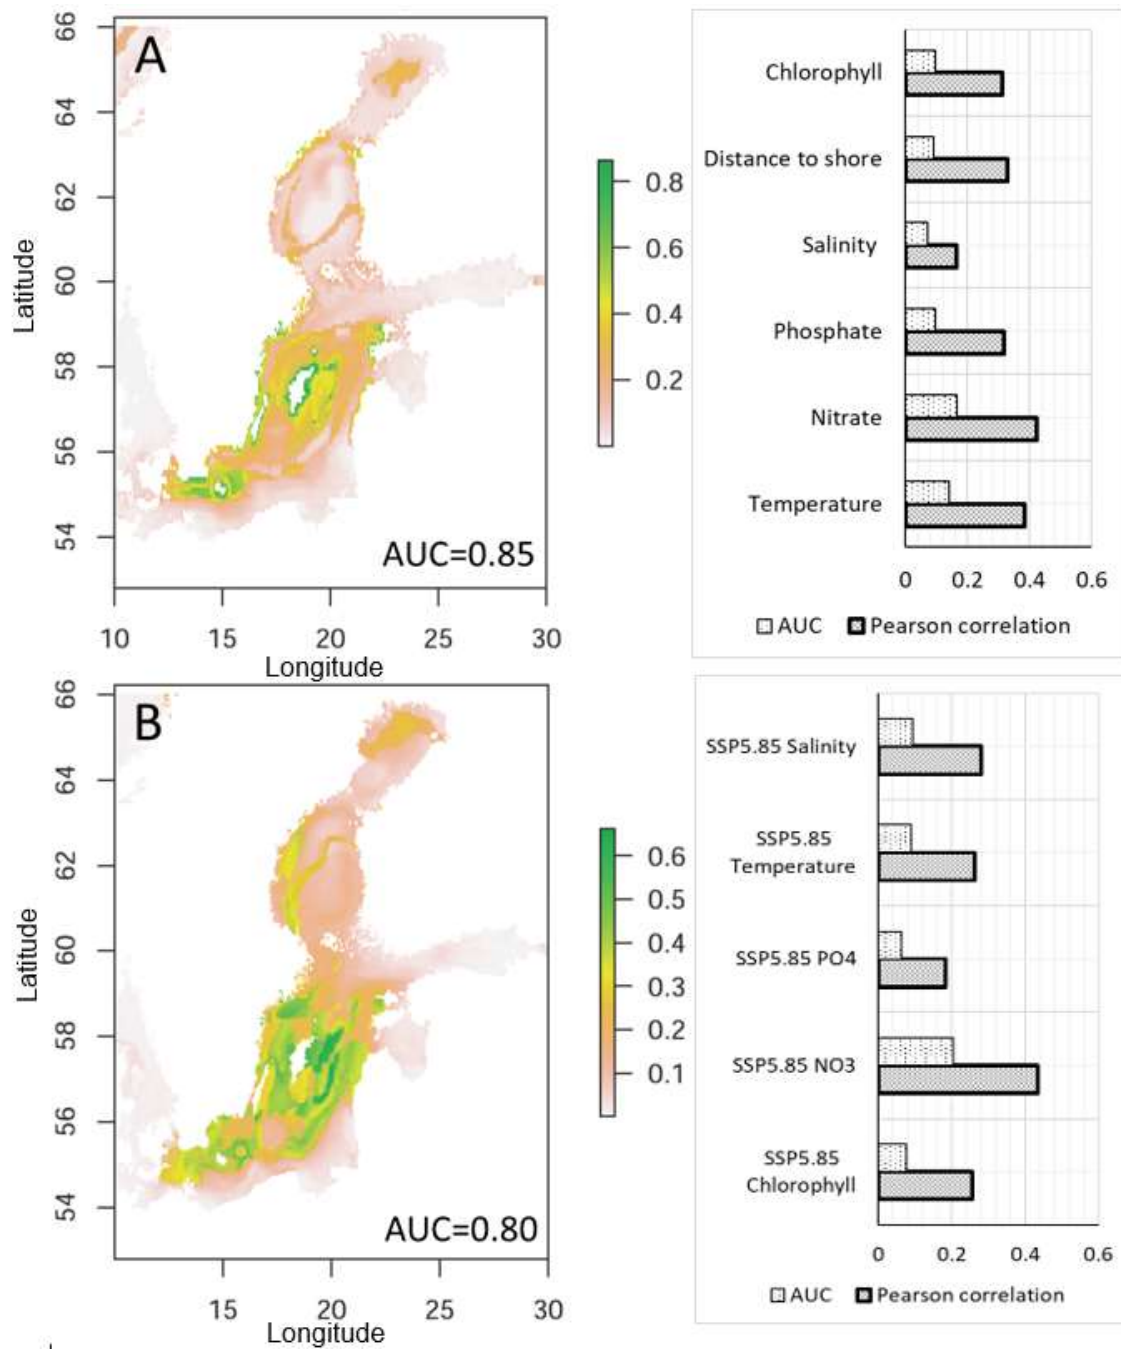 A
66
64
62
60
58
56
54
Latitude
AUC=0.85
10 15 20 25 30
Longitude
0.8
0.6
0.4
0.2
Chlorophyll
Distance to shore
Salinity
Phosphate
Nitrate
Temperature
0 0.2 0.4 0.6
AUC Pearson correlation
B
66
64
62
60
58
56
54
Latitude
AUC=0.80
15 20 25 30
Longitude
0.6
0.5
0.4
0.3
0.2
0.1
SSP5.85 Salinity
SSP5.85
Temperature
SSP5.85 PO4
SSP5.85 NO3
SSP5.85
Chlorophyll
0 0.2 0.4 0.6
AUC Pearson correlation